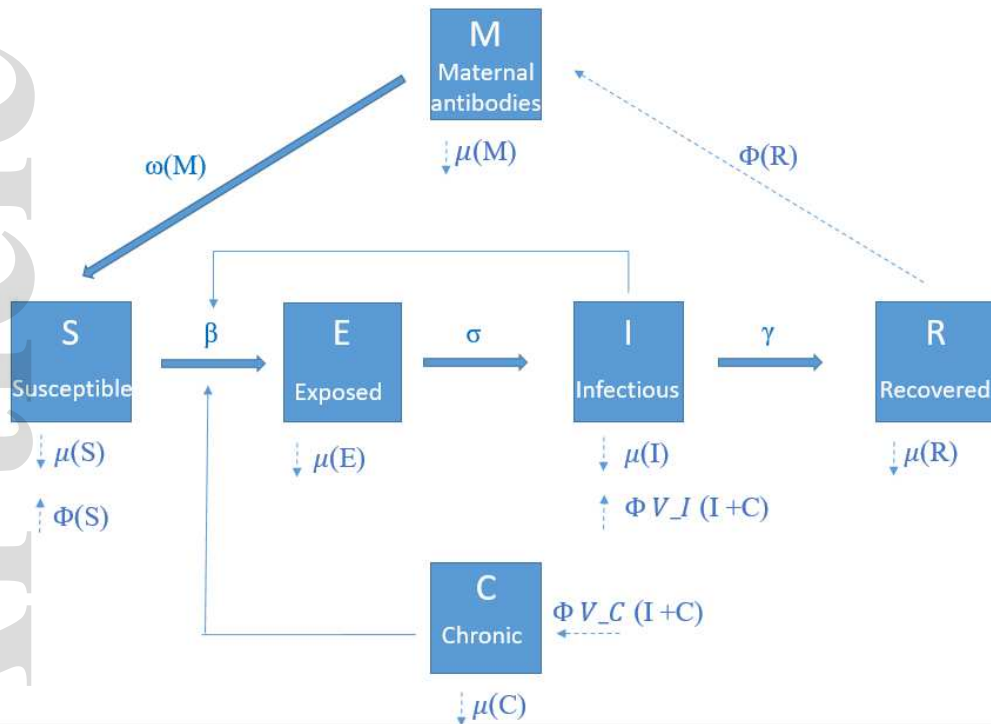 M
Maternal
antibodies
μ(M)
Φ(R)
ω(M)
S
Susceptible
β
E
Exposed
σ
I
Infectious
γ
R
Recovered
μ(S)
Φ(S)
μ(E)
μ(I)
Φ V_I (I +C)
μ(R)
C
Chronic
Φ V_C (I +C)
μ(C)